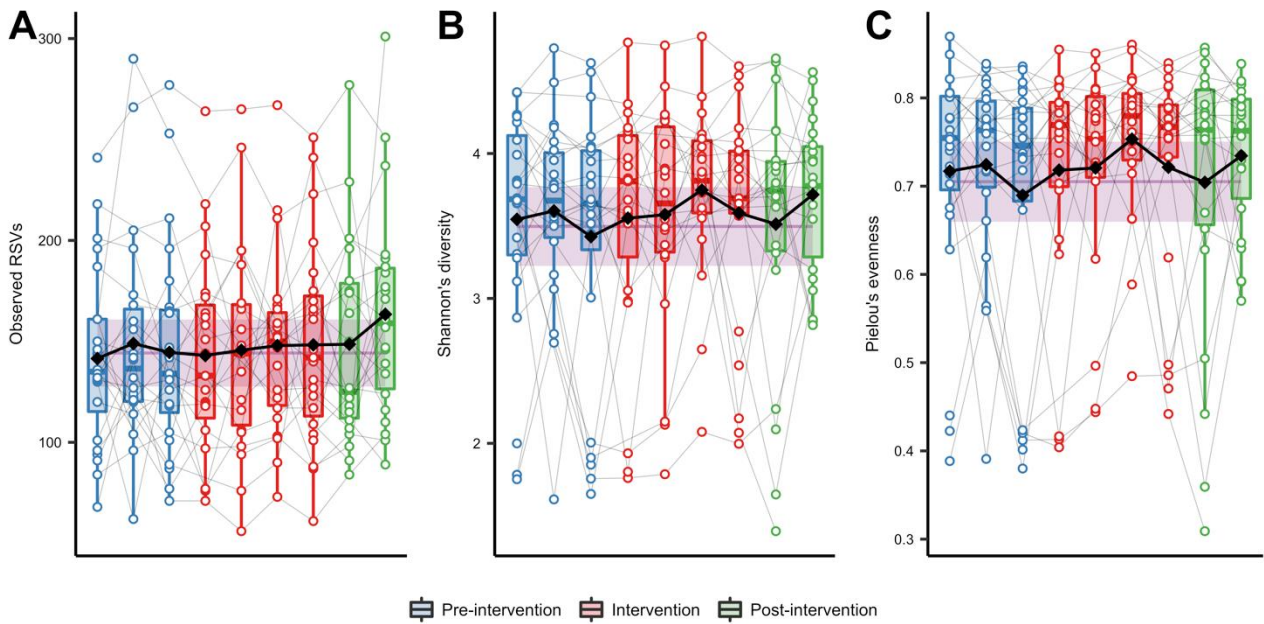 A
Observed RSVs
300
200
100
B
Shannon's diversity
4
3
2
C
Pielou's evenness
0.8
0.7
0.6
0.5
0.4
0.3
Pre-intervention Intervention Post-intervention